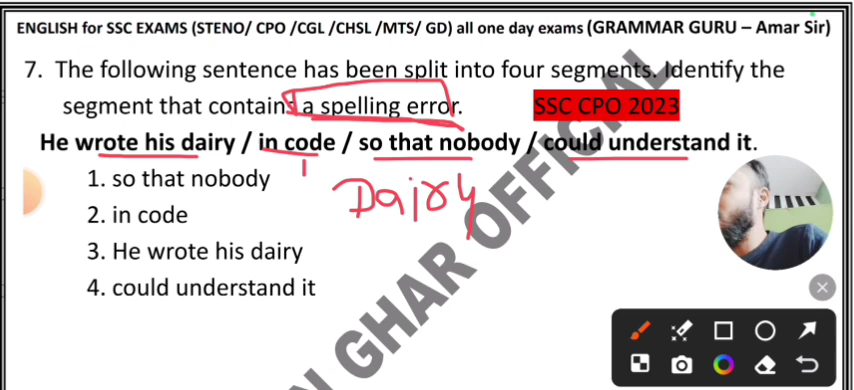 ENGLISH for SSC EXAMS (STENO/ CPO /CGL /CHSL /MTS/ GD) all one day exams (GRAMMAR GURU – Amar Sir)
7. The following sentence has been split into four segments. Identify the
segment that contains a spelling error.
SSC CPO 2023
He wrote his dairy / in code / so that nobody / could understand it.
1. so that nobody
Dairy
2. in code
3. He wrote his dairy
4. could understand it
GHAR OFFICIAL